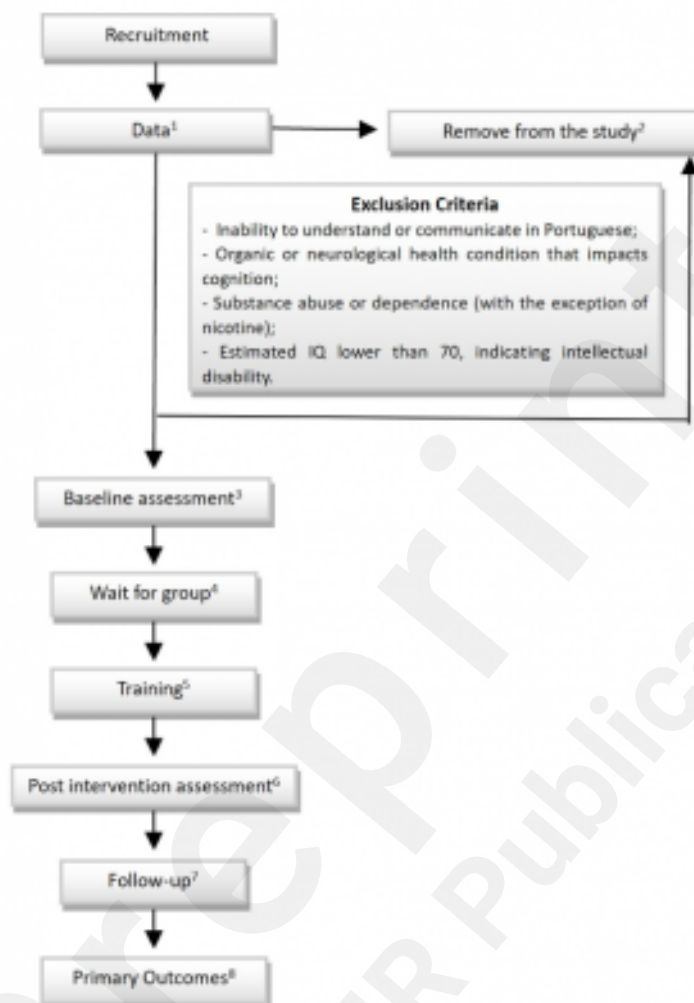 Recruitment
Data¹
Remove from the study²
Exclusion Criteria
- Inability to understand or communicate in Portuguese;
- Organic or neurological health condition that impacts
cognition;
- Substance abuse or dependence (with the exception of
nicotine);
- Estimated IQ lower than 70, indicating intellectual
disability.
Baseline assessment³
Wait for group⁴
Training⁵
Post intervention assessment⁶
Follow-up⁷
Primary Outcomes⁸